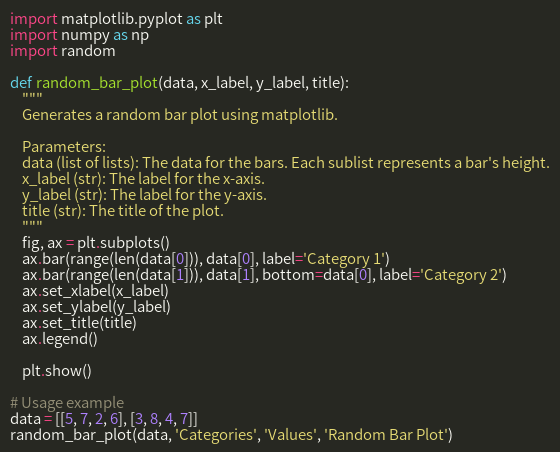 import matplotlib.pyplot as plt
import numpy as np
import random

def random_bar_plot(data, x_label, y_label, title):
    """
    Generates a random bar plot using matplotlib.

    Parameters:
    data (list of lists): The data for the bars. Each sublist represents a bar's height.
    x_label (str): The label for the x-axis.
    y_label (str): The label for the y-axis.
    title (str): The title of the plot.
    """
    fig, ax = plt.subplots()
    ax.bar(range(len(data[0])), data[0], label='Category 1')
    ax.bar(range(len(data[1])), data[1], bottom=data[0], label='Category 2')
    ax.set_xlabel(x_label)
    ax.set_ylabel(y_label)
    ax.set_title(title)
    ax.legend()

    plt.show()

# Usage example
data = [[5, 7, 2, 6], [3, 8, 4, 7]]
random_bar_plot(data, 'Categories', 'Values', 'Random Bar Plot')